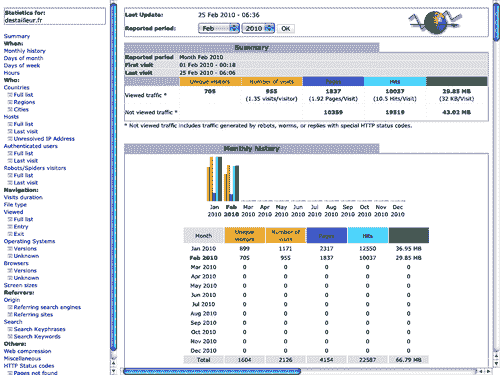 Statistics for:
destailleur.fr
Summary
When:
Monthly history
Days of month
Days of week
Hours
Who:
Countries
Full list
Regions
Cities
Hosts
Full list
Last visit
Unresolved IP Address
Authenticated users
Full list
Last visit
Robots/Spiders visitors
Full list
Last visit
Navigation:
Visits duration
File type
Viewed
Full list
Entry
Exit
Operating Systems
Versions
Unknown
Browsers
Versions
Unknown
Screen sizes
Referrers:
Origin
Referring search engines
Referring sites
Search
Search Keyphrases
Search Keywords
Others:
Web compression
Miscellaneous
HTTP Status codes
Pages not found
Last Update: 25 Feb 2010 - 06:36
Reported period: Feb 2010 OK
Summary
Reported period Month Feb 2010
First visit 01 Feb 2010 - 00:18
Last visit 25 Feb 2010 - 06:06
Unique visitors Number of visits Pages Hits
Viewed traffic * 705 955 1837 10037 29.85 MB
(1.35 visits/visitor) (1.92 Pages/Visit) (10.5 Hits/Visit) (32 KB/Visit)
Not viewed traffic * 10359 19519 43.02 MB
* Not viewed traffic includes traffic generated by robots, worms, or replies with special HTTP status codes.
Monthly history
Jan Feb Mar Apr May Jun Jul Aug Sep Oct Nov Dec
2010 2010 2010 2010 2010 2010 2010 2010 2010 2010 2010 2010
Month Unique visitors Number of visits Pages Hits
Jan 2010 899 1171 2317 12550 36.95 MB
Feb 2010 705 955 1837 10037 29.85 MB
Mar 2010 0 0 0 0 0
Apr 2010 0 0 0 0 0
May 2010 0 0 0 0 0
Jun 2010 0 0 0 0 0
Jul 2010 0 0 0 0 0
Aug 2010 0 0 0 0 0
Sep 2010 0 0 0 0 0
Oct 2010 0 0 0 0 0
Nov 2010 0 0 0 0 0
Dec 2010 0 0 0 0 0
Total 1604 2126 4154 22587 66.79 MB